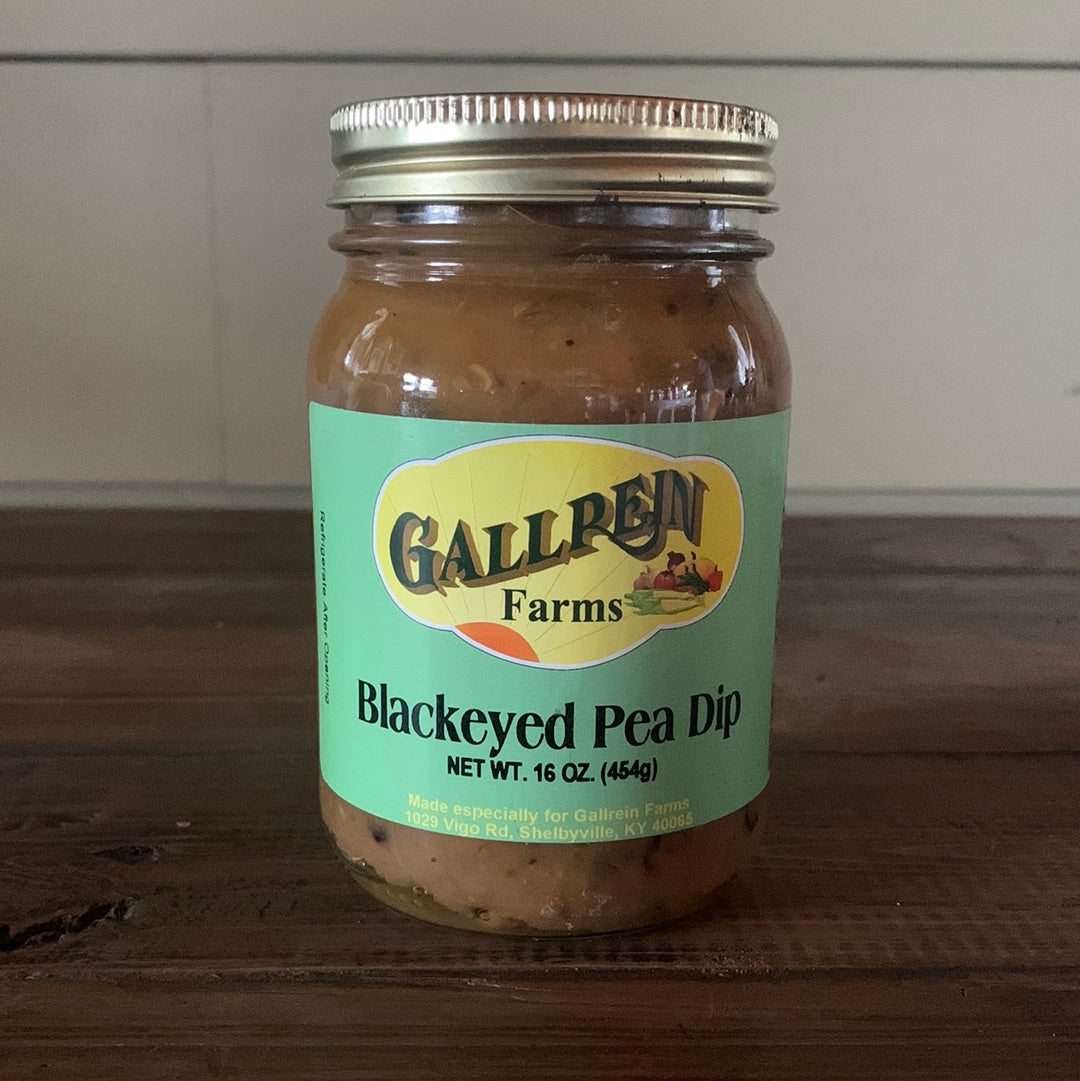 GALLREIN
Farms
Refrigerate After Opening
Blackeyed Pea Dip
NET WT. 16 OZ. (454g)
Made especially for Gallrein Farms
1029 Vigo Rd, Shelbyville, KY 40065